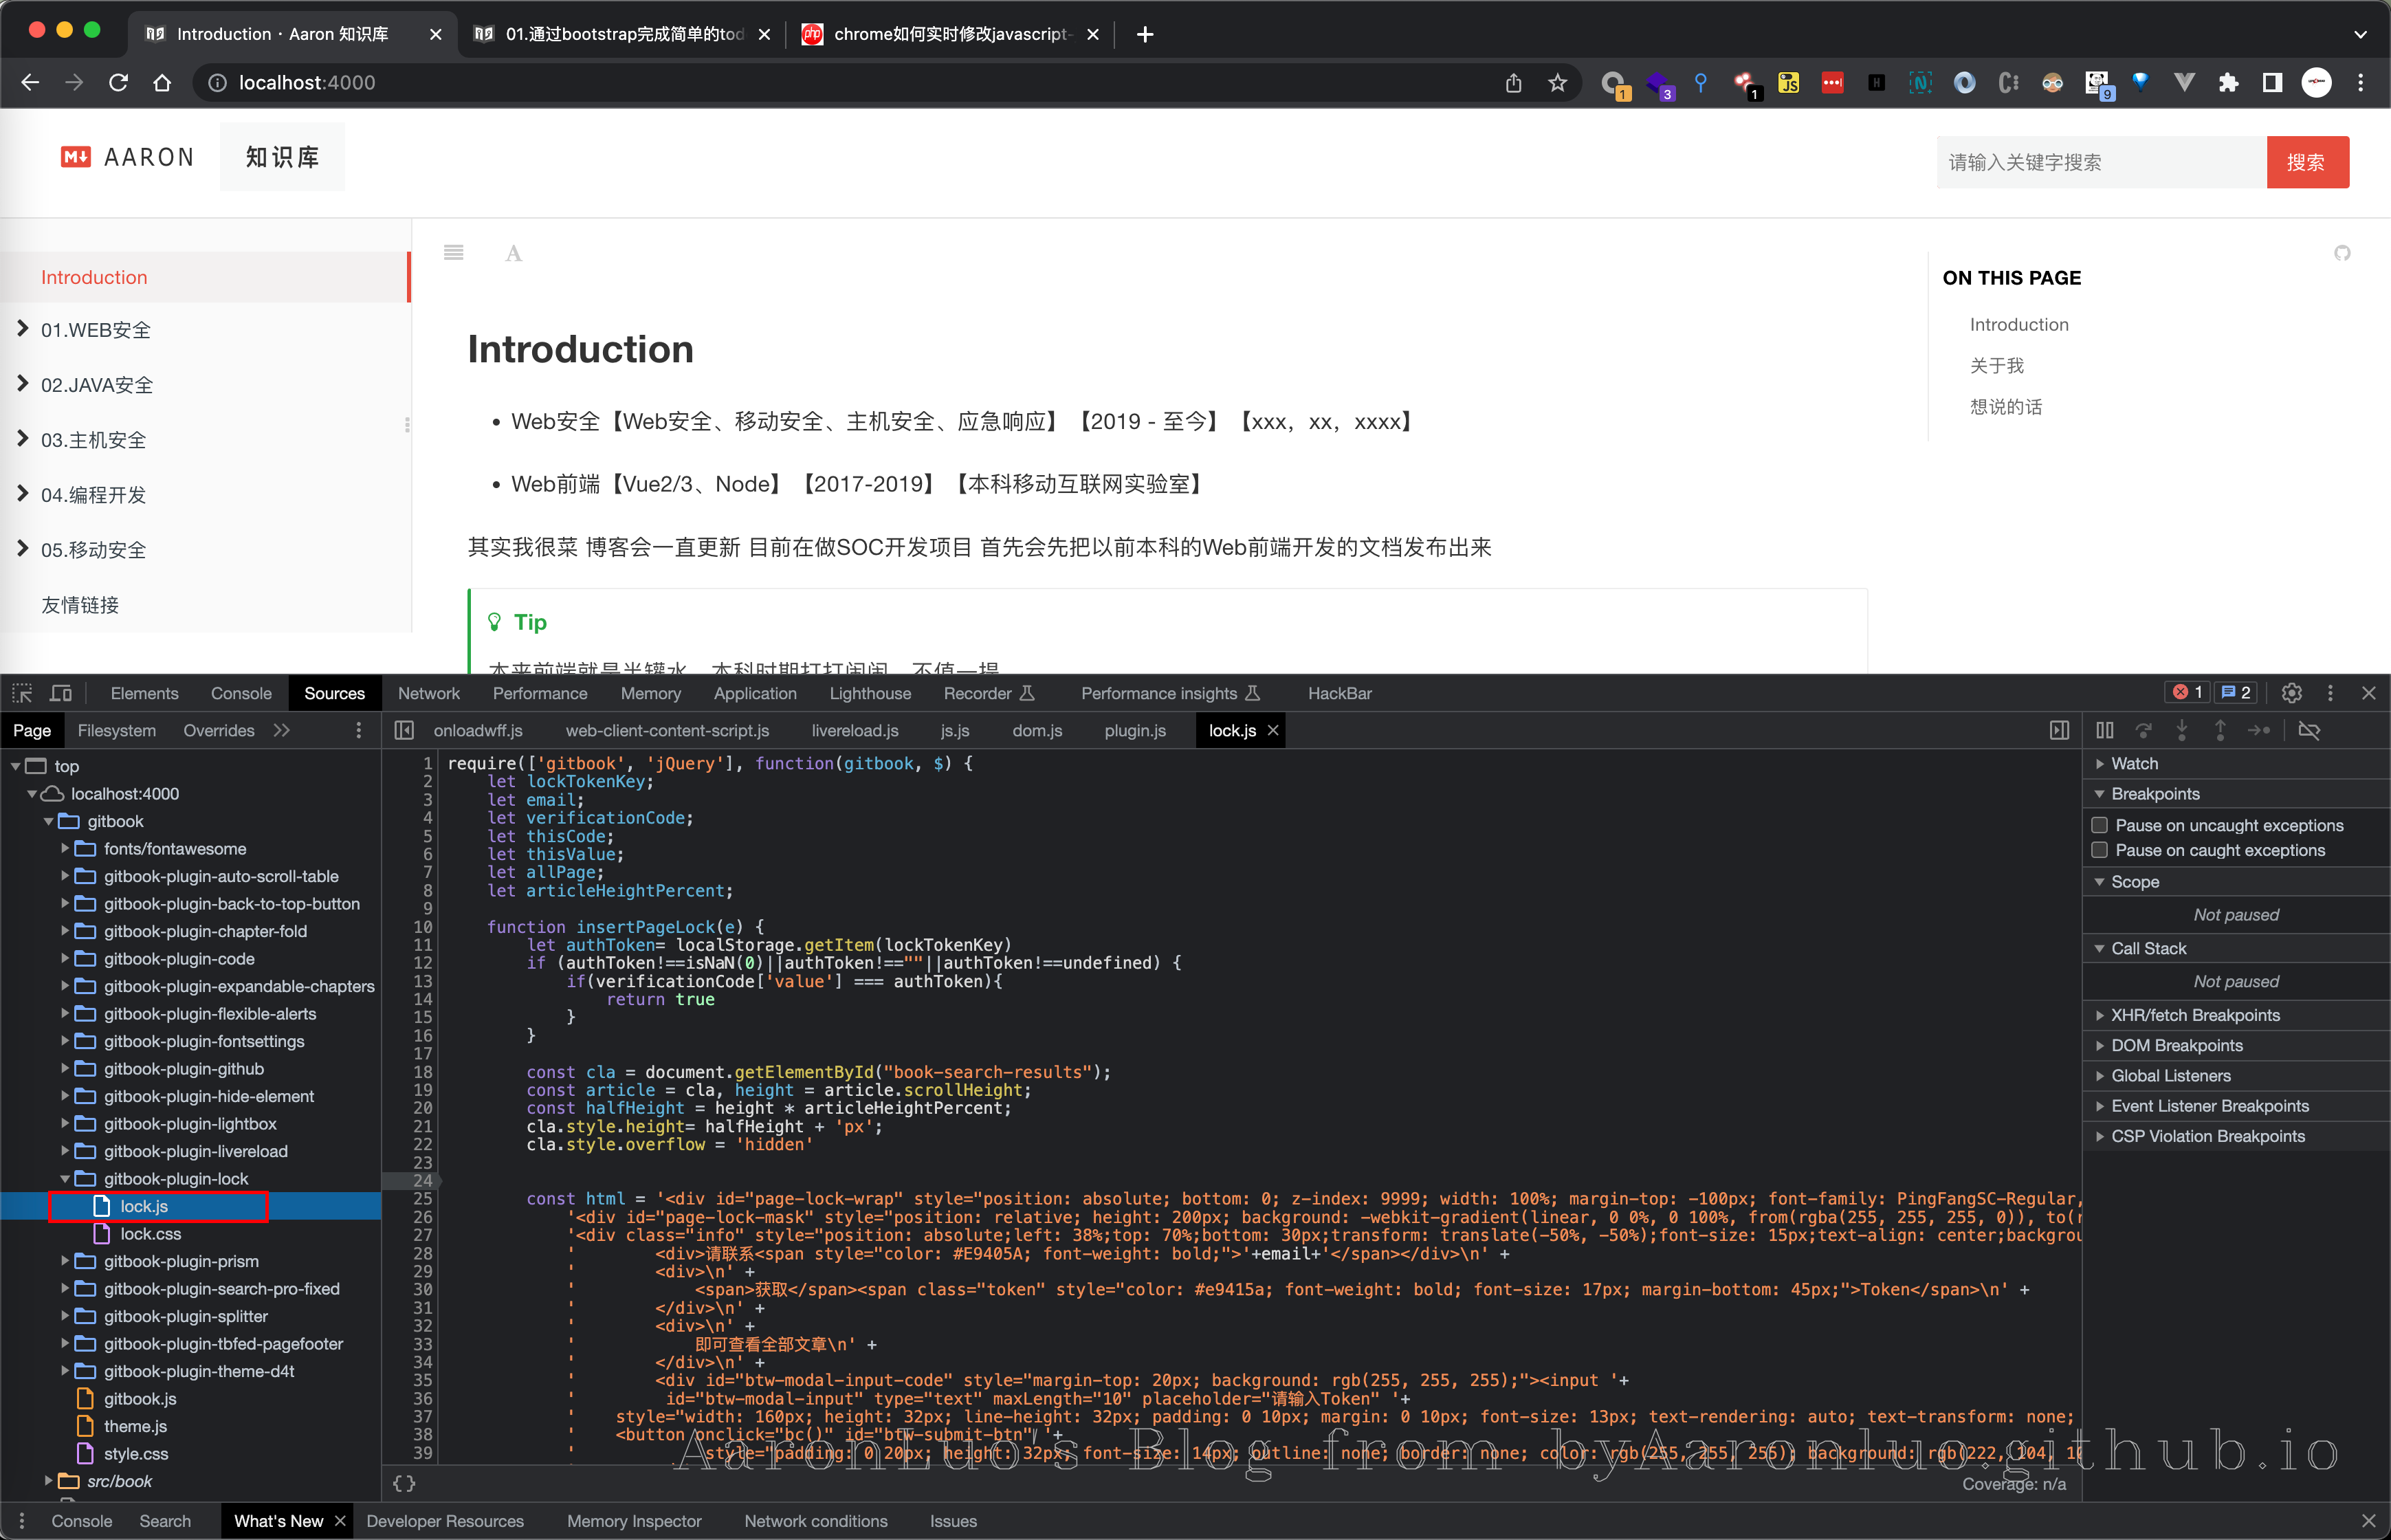 Introduction · Aaron 知识库
01.通过bootstrap完成简单的tod
chrome如何实时修改javascript-
localhost:4000
1
3
1
JS
9
M↓ AARON
知识库
请输入关键字搜索
搜索
Introduction
01.WEB安全
02.JAVA安全
03.主机安全
04.编程开发
05.移动安全
友情链接
A
Introduction
• Web安全【Web安全、移动安全、主机安全、应急响应】【2019 - 至今】【xxx，xx，xxxx】
• Web前端【Vue2/3、Node】【2017-2019】【本科移动互联网实验室】
其实我很菜 博客会一直更新 目前在做SOC开发项目 首先会先把以前本科的Web前端开发的文档发布出来
Tip
本来前端就是半罐水，本科时期打打闹闹，不值一提
ON THIS PAGE
Introduction
关于我
想说的话
Elements Console Sources Network Performance Memory Application Lighthouse Recorder Performance insights HackBar
1 2
Page Filesystem Overrides
onloadwff.js web-client-content-script.js livereload.js js.js dom.js plugin.js lock.js
top
localhost:4000
gitbook
fonts/fontawesome
gitbook-plugin-auto-scroll-table
gitbook-plugin-back-to-top-button
gitbook-plugin-chapter-fold
gitbook-plugin-code
gitbook-plugin-expandable-chapters
gitbook-plugin-flexible-alerts
gitbook-plugin-fontsettings
gitbook-plugin-github
gitbook-plugin-hide-element
gitbook-plugin-lightbox
gitbook-plugin-livereload
gitbook-plugin-lock
lock.js
lock.css
gitbook-plugin-prism
gitbook-plugin-search-pro-fixed
gitbook-plugin-splitter
gitbook-plugin-tbfed-pagefooter
gitbook-plugin-theme-d4t
gitbook.js
theme.js
style.css
src/book
1 require(['gitbook', 'jQuery'], function(gitbook, $) {
2     let lockTokenKey;
3     let email;
4     let verificationCode;
5     let thisCode;
6     let thisValue;
7     let allPage;
8     let articleHeightPercent;
9
10     function insertPageLock(e) {
11         let authToken= localStorage.getItem(lockTokenKey)
12         if (authToken!==isNaN(0)||authToken!==""||authToken!==undefined) {
13             if(verificationCode['value'] === authToken){
14                 return true
15             }
16         }
17
18         const cla = document.getElementById("book-search-results");
19         const article = cla, height = article.scrollHeight;
20         const halfHeight = height * articleHeightPercent;
21         cla.style.height= halfHeight + 'px';
22         cla.style.overflow = 'hidden'
23
24
25         const html = '<div id="page-lock-wrap" style="position: absolute; bottom: 0; z-index: 9999; width: 100%; margin-top: -100px; font-family: PingFangSC-Regular,
26             '<div id="page-lock-mask" style="position: relative; height: 200px; background: -webkit-gradient(linear, 0 0%, 0 100%, from(rgba(255, 255, 255, 0)), to(r
27             '<div class="info" style="position: absolute;left: 38%;top: 70%;bottom: 30px;transform: translate(-50%, -50%);font-size: 15px;text-align: center;backgrou
28             '        <div>请联系<span style="color: #E9405A; font-weight: bold;">'+email+'</span></div>\n' +
29             '        <div>\n' +
30             '            <span>获取</span><span class="token" style="color: #e9415a; font-weight: bold; font-size: 17px; margin-bottom: 45px;">Token</span>\n' +
31             '        </div>\n' +
32             '        <div>\n' +
33             '            即可查看全部文章\n' +
34             '        </div>\n' +
35             '        <div id="btw-modal-input-code" style="margin-top: 20px; background: rgb(255, 255, 255);"><input '+
36             '         id="btw-modal-input" type="text" maxLength="10" placeholder="请输入Token" '+
37             '    style="width: 160px; height: 32px; line-height: 32px; padding: 0 10px; margin: 0 10px; font-size: 13px; text-rendering: auto; text-transform: none;
38             '    <button onclick="bc()" id="btw-submit-btn" '+
39             '             style="padding: 0 20px; height: 32px; font-size: 14px; outline: none; border: none; color: rgb(255, 255, 255); background: rgb(222, 104, 1
{ }
Coverage: n/a
AaronLuo's Blog from byAaronluo.github.io
Watch
Breakpoints
Pause on uncaught exceptions
Pause on caught exceptions
Scope
Not paused
Call Stack
Not paused
XHR/fetch Breakpoints
DOM Breakpoints
Global Listeners
Event Listener Breakpoints
CSP Violation Breakpoints
Console Search What's New Developer Resources Memory Inspector Network conditions Issues